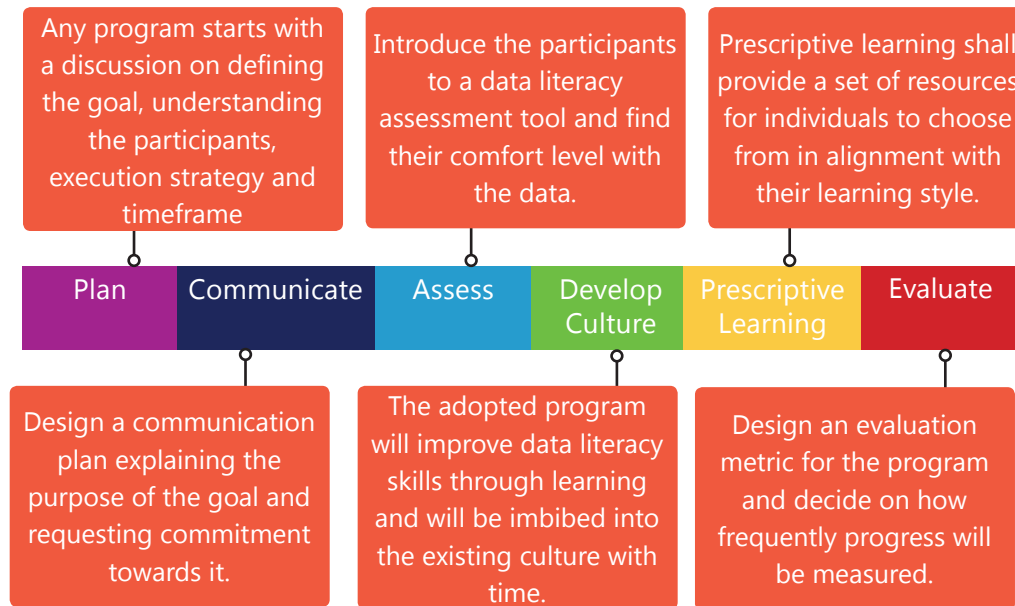 Any program starts with
a discussion on defining
the goal, understanding
the participants,
execution strategy and
timeframe
Introduce the participants
to a data literacy
assessment tool and find
their comfort level with
the data.
Prescriptive learning shall
provide a set of resources
for individuals to choose
from in alignment with
their learning style.
Plan
Communicate
Assess
Develop
Culture
Prescriptive
Learning
Evaluate
Design a communication
plan explaining the
purpose of the goal and
requesting commitment
towards it.
The adopted program
will improve data literacy
skills through learning
and will be imbibed into
the existing culture with
time.
Design an evaluation
metric for the program
and decide on how
frequently progress will
be measured.